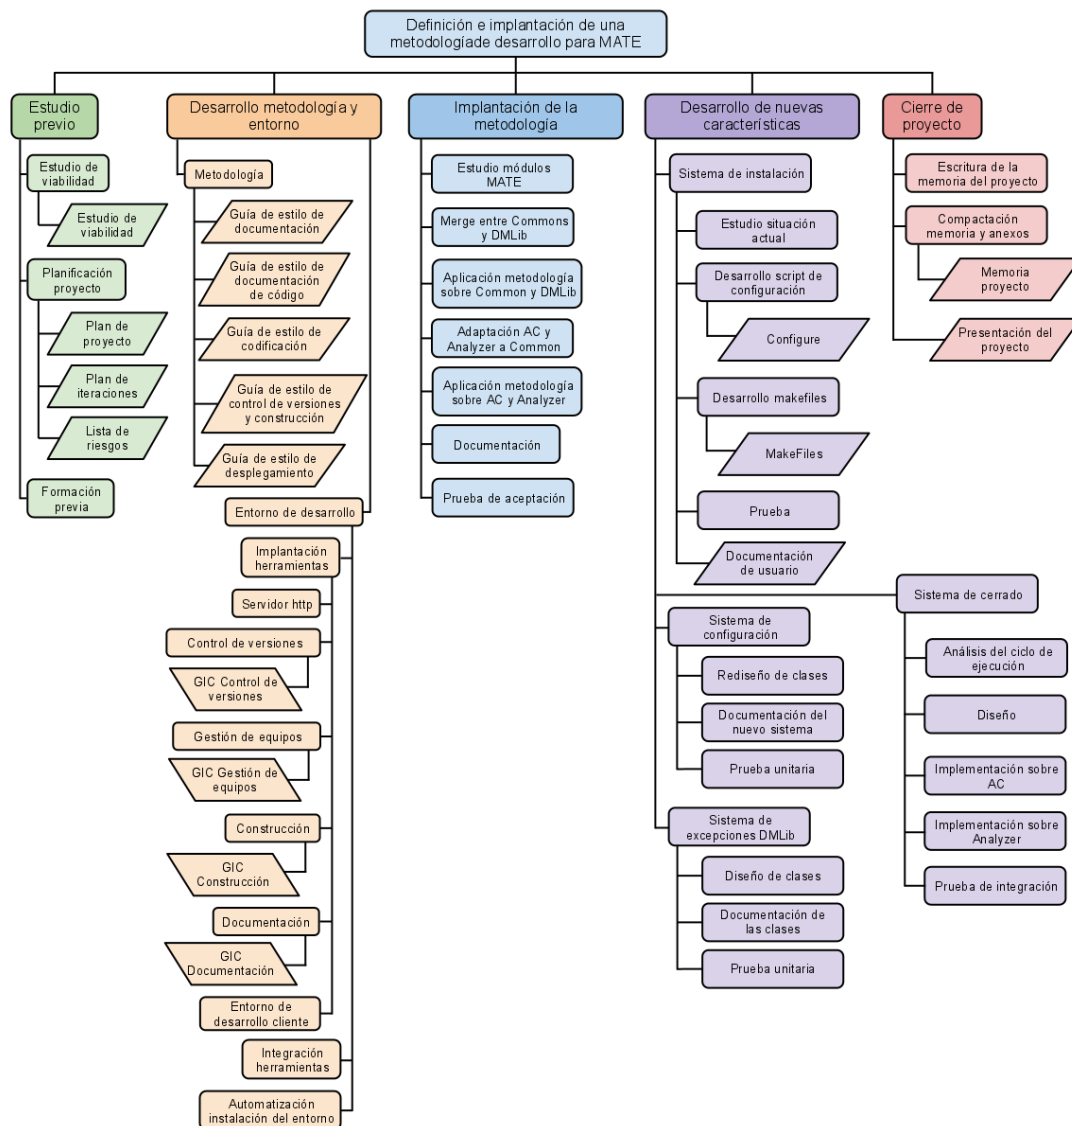 Definición e implantación de una
metodologíade desarrollo para MATE
Estudio
previo
Desarrollo metodología y
entorno
Implantación de la
metodología
Desarrollo de nuevas
características
Cierre de
proyecto
Estudio de
viabilidad
Estudio de
viabilidad
Planificación
proyecto
Plan de
proyecto
Plan de
iteraciones
Lista de
riesgos
Formación
previa
Metodología
Guía de estilo de
documentación
Guía de estilo de
documentación
de código
Guía de estilo de
codificación
Guía de estilo de
control de versiones
y construcción
Guía de estilo de
desplegamiento
Entorno de desarrollo
Implantación
herramientas
Servidor http
Control de versiones
GIC Control de
versiones
Gestión de equipos
GIC Gestión de
equipos
Construcción
GIC
Construcción
Documentación
GIC
Documentación
Entorno de
desarrollo cliente
Integración
herramientas
Automatización
instalación del entorno
Estudio módulos
MATE
Merge entre Commons
y DMLib
Aplicación metodología
sobre Common y DMLib
Adaptación AC y
Analyzer a Common
Aplicación metodología
sobre AC y Analyzer
Documentación
Prueba de aceptación
Sistema de instalación
Estudio situación
actual
Desarrollo script de
configuración
Configure
Desarrollo makefiles
MakeFiles
Prueba
Documentación
de usuario
Sistema de
configuración
Rediseño de clases
Documentación del
nuevo sistema
Prueba unitaria
Sistema de
excepciones DMLib
Diseño de clases
Documentación de
las clases
Prueba unitaria
Sistema de cerrado
Análisis del ciclo de
ejecución
Diseño
Implementación sobre
AC
Implementación sobre
Analyzer
Prueba de integración
Escritura de la
memoria del proyecto
Compactación
memoria y anexos
Memoria
proyecto
Presentación del
proyecto